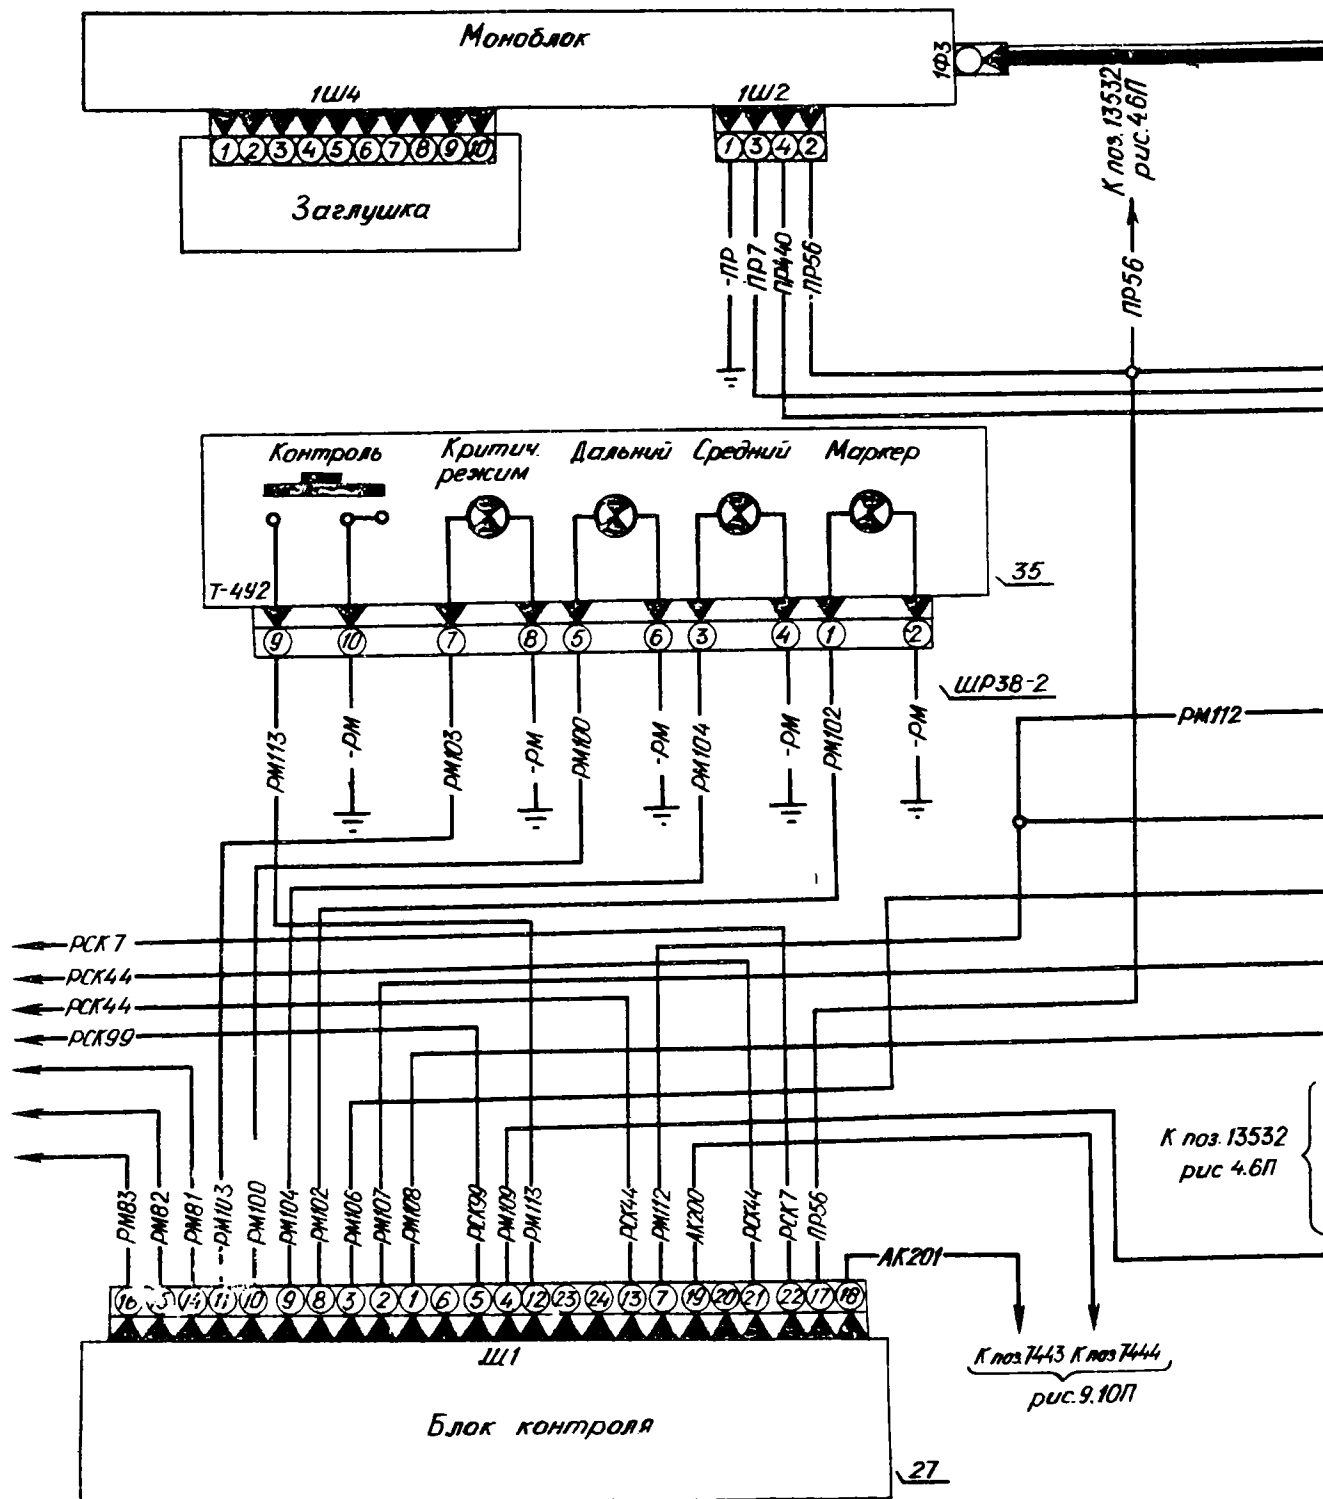 Моноблок
1Ф3
1Ш4
1Ш2
1 2 3 4 5 6 7 8 9 10
1 3 4 2
Заглушка
-ПР
ПР7
ПР440
-ПР56
К поз. 13532
рис. 4.6П
ПР56
Контроль
Критич.
режим
Дальний
Средний
Маркер
Т-4У2
35
9 10 7 8 5 6 3 4 1 2
ШР38-2
РМ113
-РМ
РМ103
-РМ
РМ100
-РМ
РМ104
-РМ
РМ102
-РМ
РМ112
РСК7
РСК44
РСК44
РСК99
К поз. 13532
рис 4.6П
РМ83
РМ82
РМ81
РМ103
РМ100
РМ104
РМ102
РМ106
РМ107
РМ108
РСК99
РМ109
РМ113
РСК44
РМ112
АК200
РСК44
РСК7
ПР56
АК201
16 15 14 11 10 9 8 3 2 1 6 5 4 12 23 24 13 7 19 20 21 22 17 18
Ш1
К поз.7443 К поз 7444
рис.9.10П
Блок контроля
27